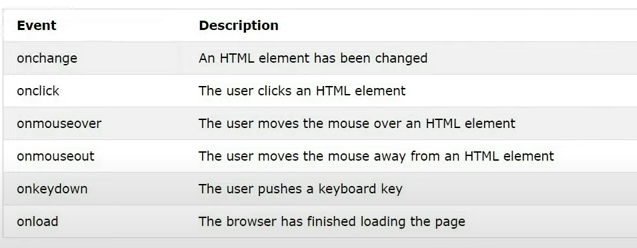 Event Description
onchange An HTML element has been changed
onclick The user clicks an HTML element
onmouseover The user moves the mouse over an HTML element
onmouseout The user moves the mouse away from an HTML element
onkeydown The user pushes a keyboard key
onload The browser has finished loading the page